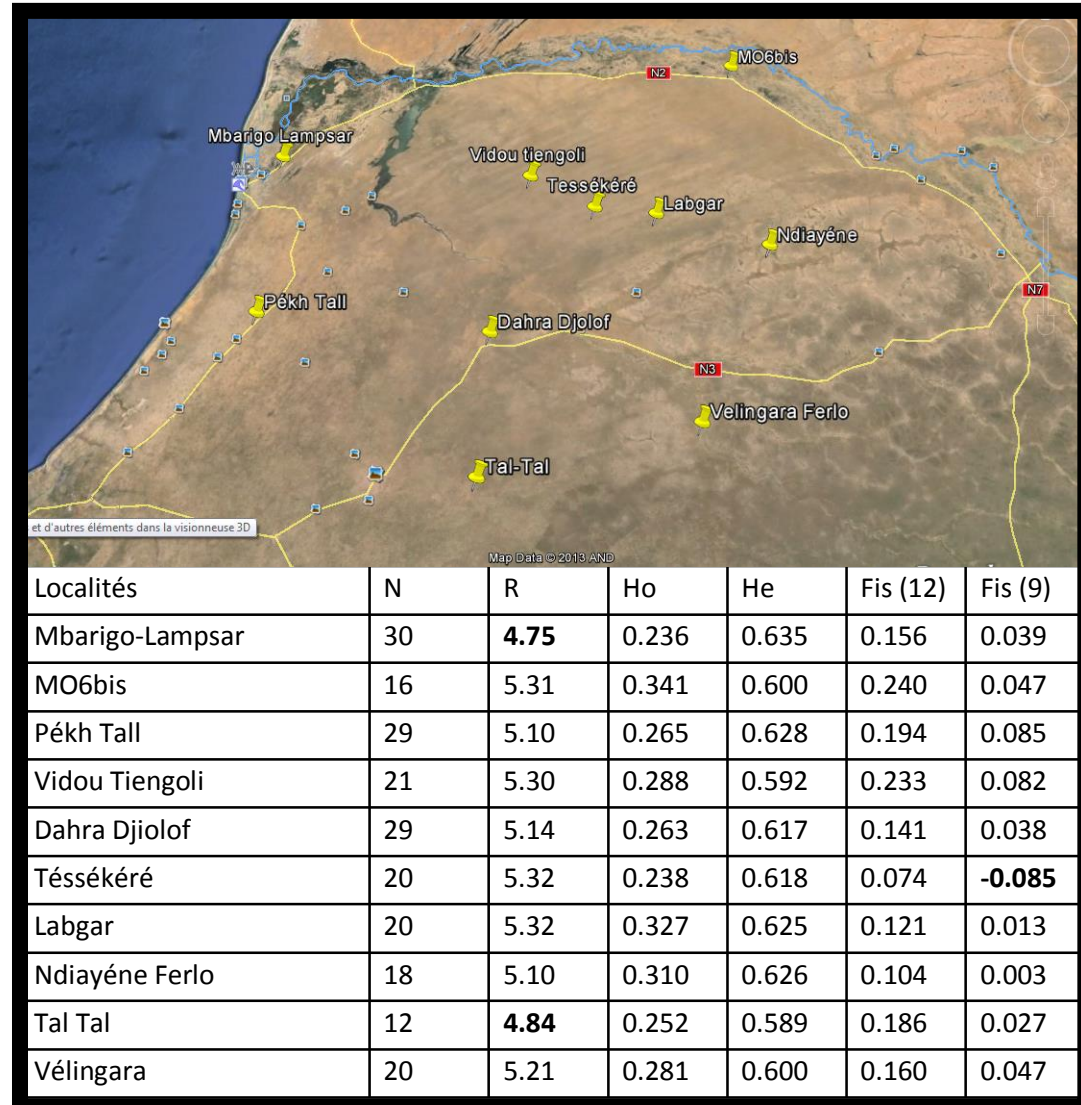 MO6bis
N2
Mbarigo Lampsar
Vidou tiengoli
Tessékéré
Labgar
Ndiayéne
N7
Pékh Tall
Dahra Djolof
N3
Velingara Ferlo
Tal-Tal
et d'autres éléments dans la visionneuse 3D
Map Data © 2013 AND
Localités N R Ho He Fis (12) Fis (9)
Mbarigo-Lampsar 30 4.75 0.236 0.635 0.156 0.039
MO6bis 16 5.31 0.341 0.600 0.240 0.047
Pékh Tall 29 5.10 0.265 0.628 0.194 0.085
Vidou Tiengoli 21 5.30 0.288 0.592 0.233 0.082
Dahra Djiolof 29 5.14 0.263 0.617 0.141 0.038
Téssékéré 20 5.32 0.238 0.618 0.074 -0.085
Labgar 20 5.32 0.327 0.625 0.121 0.013
Ndiayéne Ferlo 18 5.10 0.310 0.626 0.104 0.003
Tal Tal 12 4.84 0.252 0.589 0.186 0.027
Vélingara 20 5.21 0.281 0.600 0.160 0.047